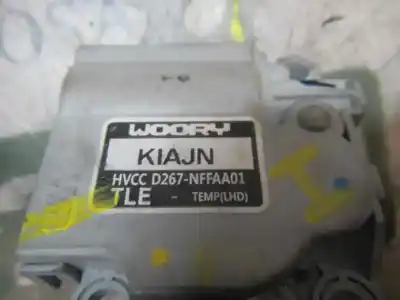 WOORY
KIAJN
HVCC D267-NFFAA01
TLE - TEMP(LHD)